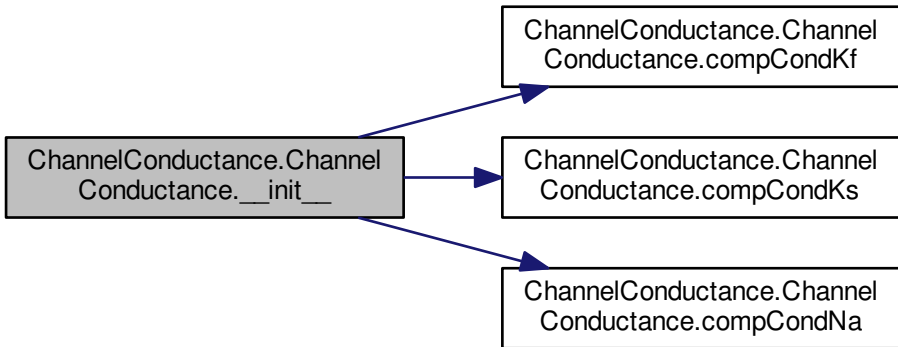 ChannelConductance.Channel
Conductance.compCondKf
ChannelConductance.Channel
Conductance.__init__
ChannelConductance.Channel
Conductance.compCondKs
ChannelConductance.Channel
Conductance.compCondNa